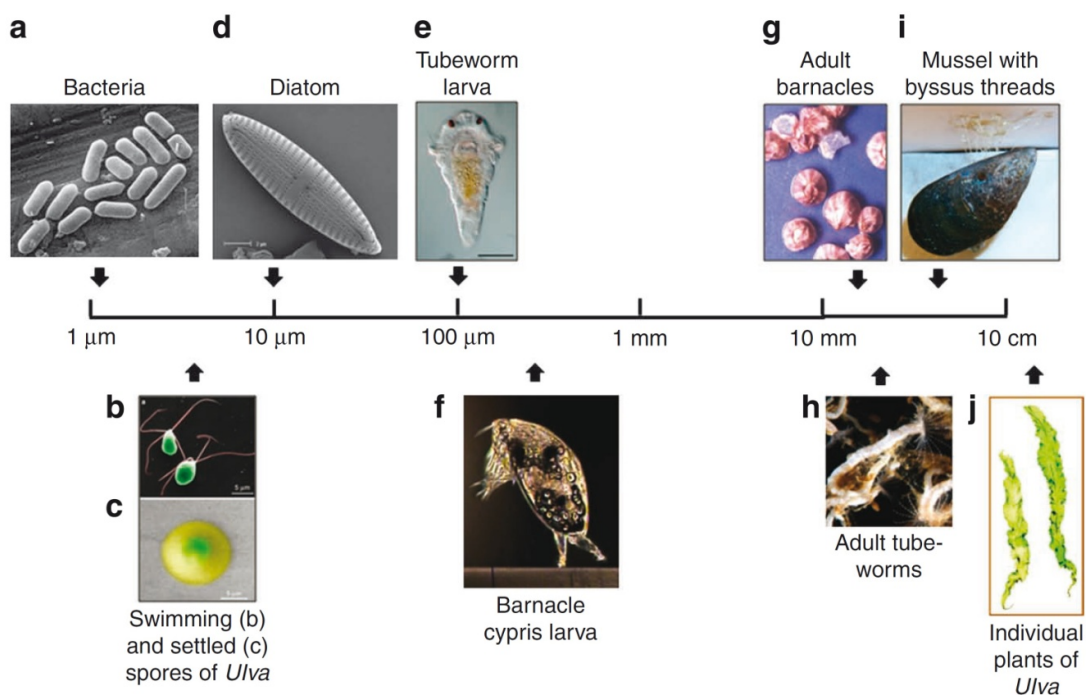 a
Bacteria
d
Diatom
e
Tubeworm
larva
g
Adult
barnacles
i
Mussel with
byssus threads
1 μm
10 μm
100 μm
1 mm
10 mm
10 cm
b
5 μm
c
5 μm
Swimming (b)
and settled (c)
spores of Ulva
f
Barnacle
cypris larva
h
Adult tube-
worms
j
Individual
plants of
Ulva